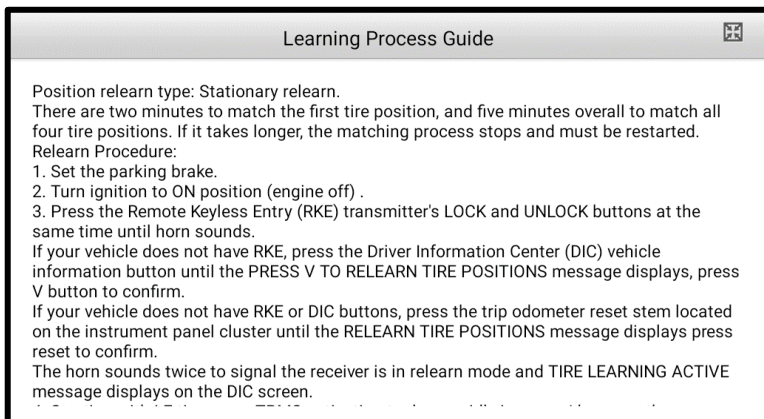 Learning Process Guide
Position relearn type: Stationary relearn.
There are two minutes to match the first tire position, and five minutes overall to match all
four tire positions. If it takes longer, the matching process stops and must be restarted.
Relearn Procedure:
1. Set the parking brake.
2. Turn ignition to ON position (engine off) .
3. Press the Remote Keyless Entry (RKE) transmitter's LOCK and UNLOCK buttons at the
same time until horn sounds.
If your vehicle does not have RKE, press the Driver Information Center (DIC) vehicle
information button until the PRESS V TO RELEARN TIRE POSITIONS message displays, press
V button to confirm.
If your vehicle does not have RKE or DIC buttons, press the trip odometer reset stem located
on the instrument panel cluster until the RELEARN TIRE POSITIONS message displays press
reset to confirm.
The horn sounds twice to signal the receiver is in relearn mode and TIRE LEARNING ACTIVE
message displays on the DIC screen.